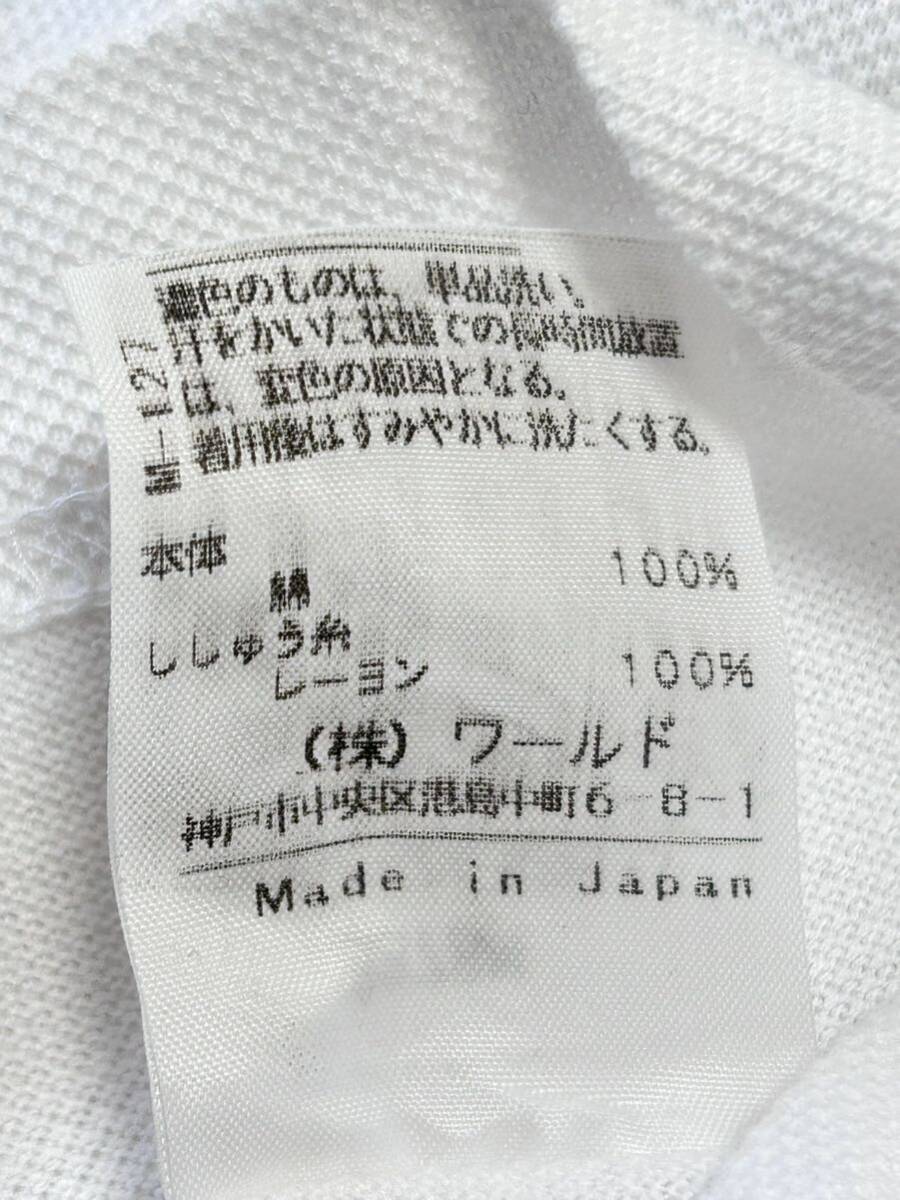 濃色のものは、単品洗い。
汗をかいた状態での長時間放置
は、変色の原因となる。
着用後はすみやかに洗たくする。
M-127
本体
綿 100%
ししゅう糸
レーヨン 100%
(株) ワールド
神戸市中央区港島中町6-8-1
Made in Japan